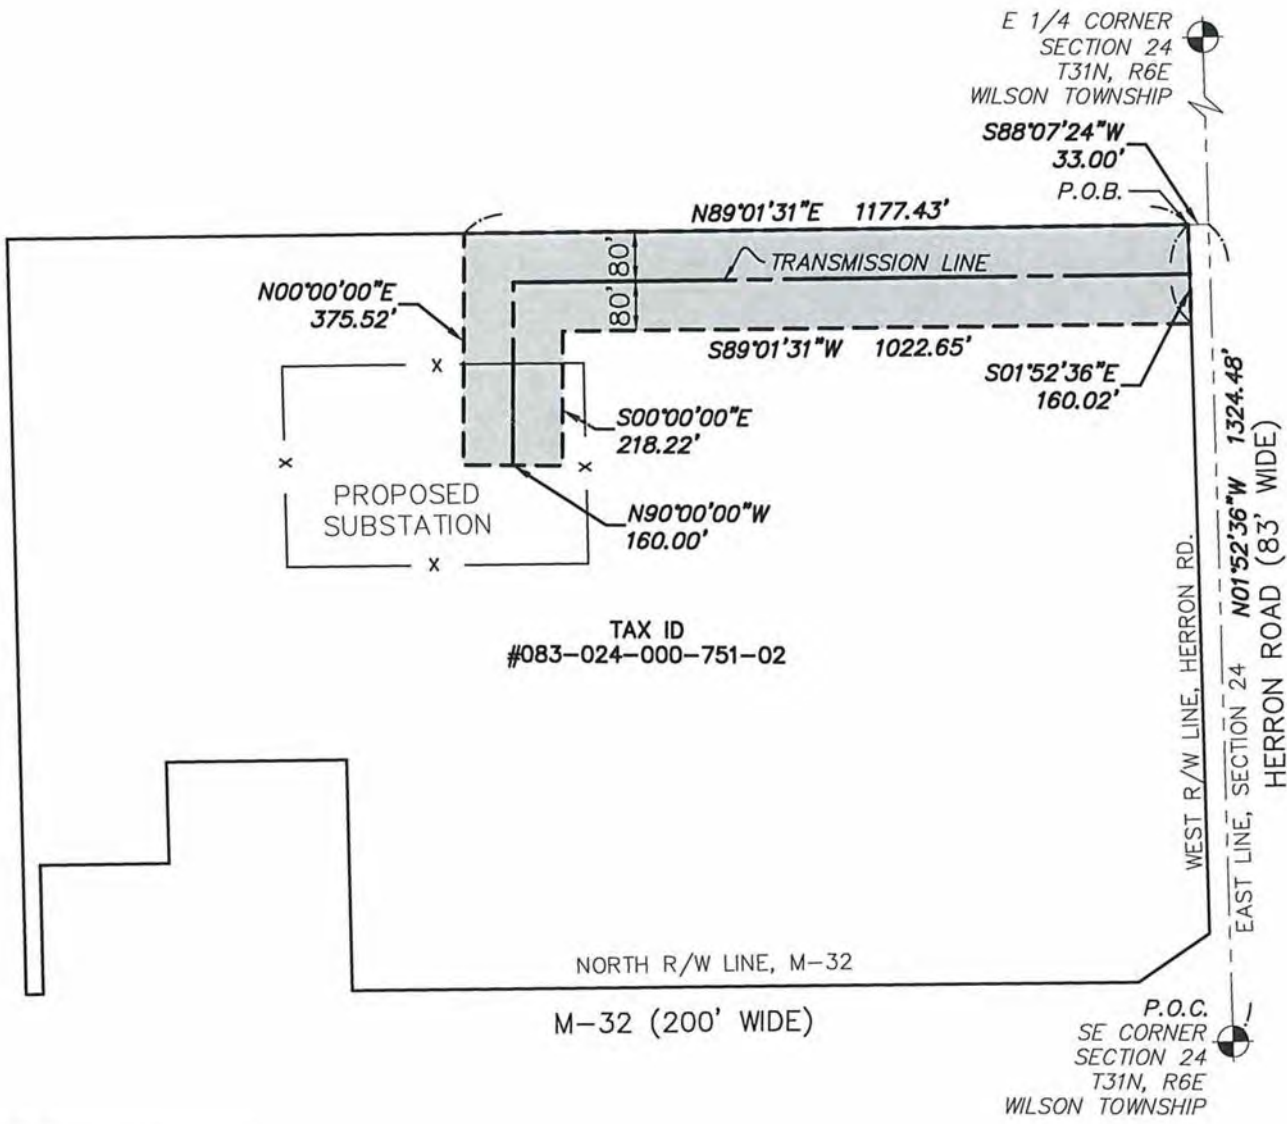 E 1/4 CORNER
SECTION 24
T31N, R6E
WILSON TOWNSHIP
S88°07'24"W
33.00'
P.O.B.
N89°01'31"E 1177.43'
80'
80'
TRANSMISSION LINE
N00°00'00"E
375.52'
S89°01'31"W 1022.65'
S01°52'36"E
160.02'
X
S00°00'00"E
218.22'
X
X
PROPOSED
SUBSTATION
N90°00'00"W
160.00'
X
TAX ID
#083-024-000-751-02
WEST R/W LINE, HERRON RD.
EAST LINE, SECTION 24 N01°52'36"W 1324.48'
HERRON ROAD (83' WIDE)
NORTH R/W LINE, M-32
M-32 (200' WIDE)
P.O.C.
SE CORNER
SECTION 24
T31N, R6E
WILSON TOWNSHIP